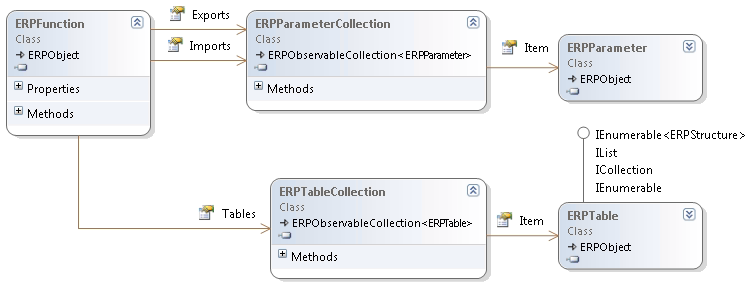 ERPFunction
Class
ERPObject
Properties
Methods
Exports
Imports
ERPParameterCollection
Class
ERPObservableCollection<ERPParameter>
Methods
Item
ERPParameter
Class
ERPObject
Tables
ERPTableCollection
Class
ERPObservableCollection<ERPTable>
Methods
Item
IEnumerable<ERPStructure>
IList
ICollection
IEnumerable
ERPTable
Class
ERPObject